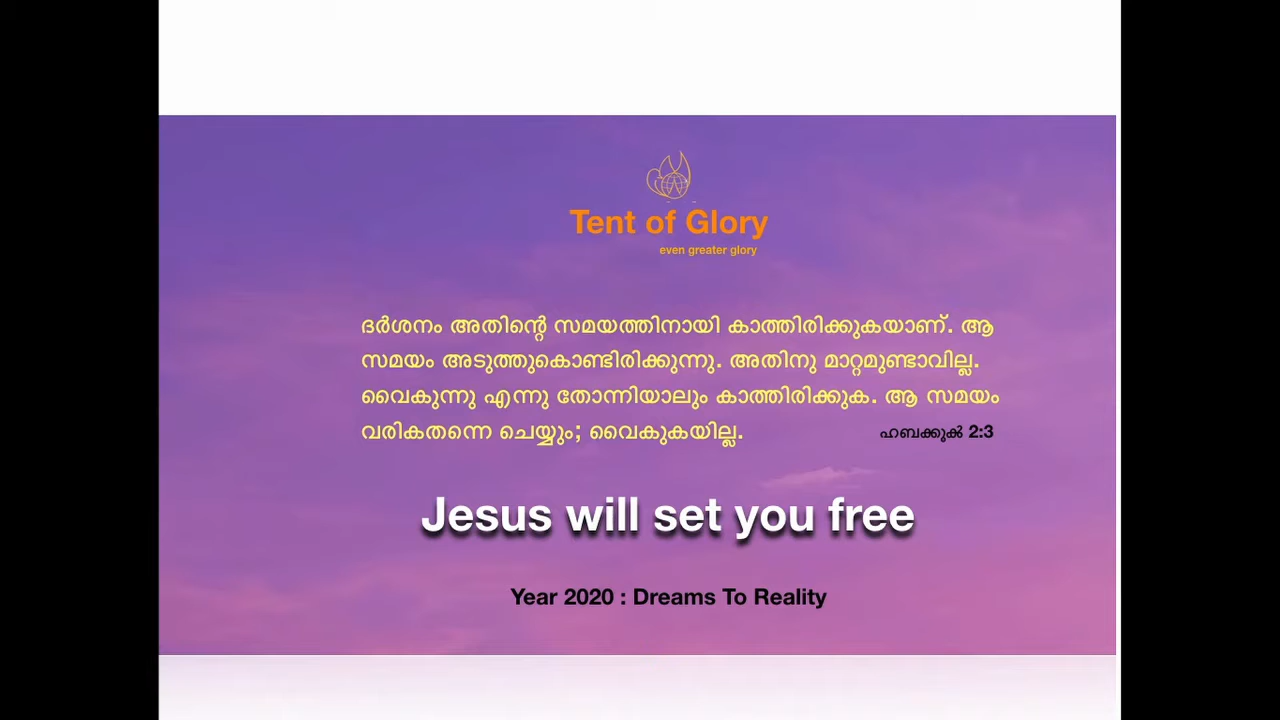 Tent of Glory
even greater glory
ദർശനം അതിന്റെ സമയത്തിനായി കാത്തിരിക്കുകയാണ്. ആ
സമയം അടുത്തുകൊണ്ടിരിക്കുന്നു. അതിനു മാറ്റമുണ്ടാവില്ല.
വൈകുന്നു എന്നു തോന്നിയാലും കാത്തിരിക്കുക. ആ സമയം
വരികതന്നെ ചെയ്യും; വൈകുകയില്ല. ഹബക്കൂക്ക് 2:3
Jesus will set you free
Year 2020 : Dreams To Reality